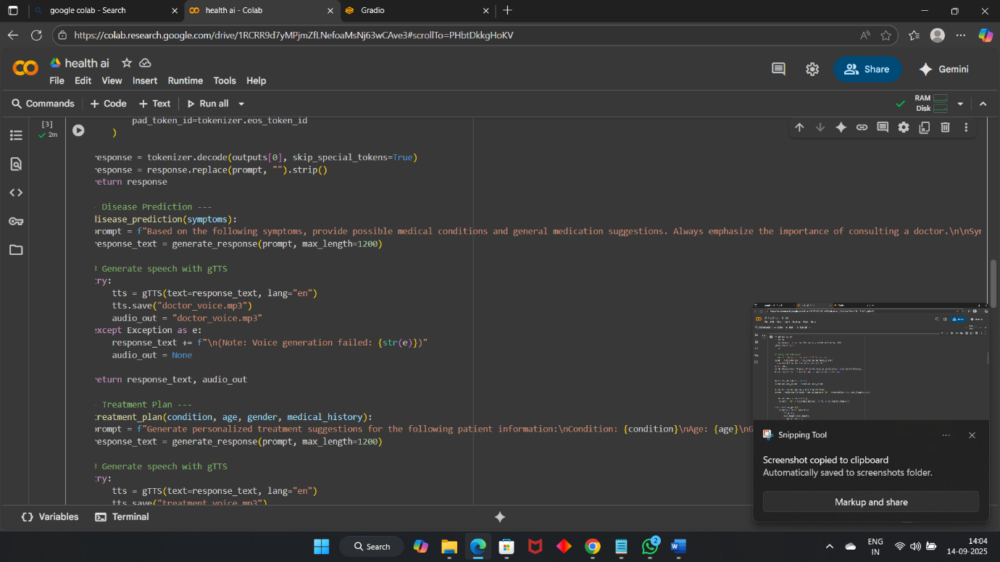 google colab - Search
health ai - Colab
Gradio
https://colab.research.google.com/drive/1RCRR9d7yMPjmZfLNefoaMsNj63wCAve3#scrollTo=PHbtDkkgHoKV
health ai
File Edit View Insert Runtime Tools Help
Share
Gemini
Commands + Code + Text Run all
RAM
Disk
[3]
2m
pad_token_id=tokenizer.eos_token_id
)
response = tokenizer.decode(outputs[0], skip_special_tokens=True)
response = response.replace(prompt, "").strip()
return response
Disease Prediction ---
disease_prediction(symptoms):
prompt = f"Based on the following symptoms, provide possible medical conditions and general medication suggestions. Always emphasize the importance of consulting a doctor.\n\nSym
response_text = generate_response(prompt, max_length=1200)
# Generate speech with gTTS
try:
tts = gTTS(text=response_text, lang="en")
tts.save("doctor_voice.mp3")
audio_out = "doctor_voice.mp3"
except Exception as e:
response_text += f"\n(Note: Voice generation failed: {str(e)})"
audio_out = None
return response_text, audio_out
Treatment Plan ---
treatment_plan(condition, age, gender, medical_history):
prompt = f"Generate personalized treatment suggestions for the following patient information:\nCondition: {condition}\nAge: {age}\nG
response_text = generate_response(prompt, max_length=1200)
# Generate speech with gTTS
try:
tts = gTTS(text=response_text, lang="en")
tts.save("treatment_voice.mp3")
Snipping Tool
Screenshot copied to clipboard
Automatically saved to screenshots folder.
Markup and share
Variables Terminal
Search
2
ENG
IN
14:04
14-09-2025